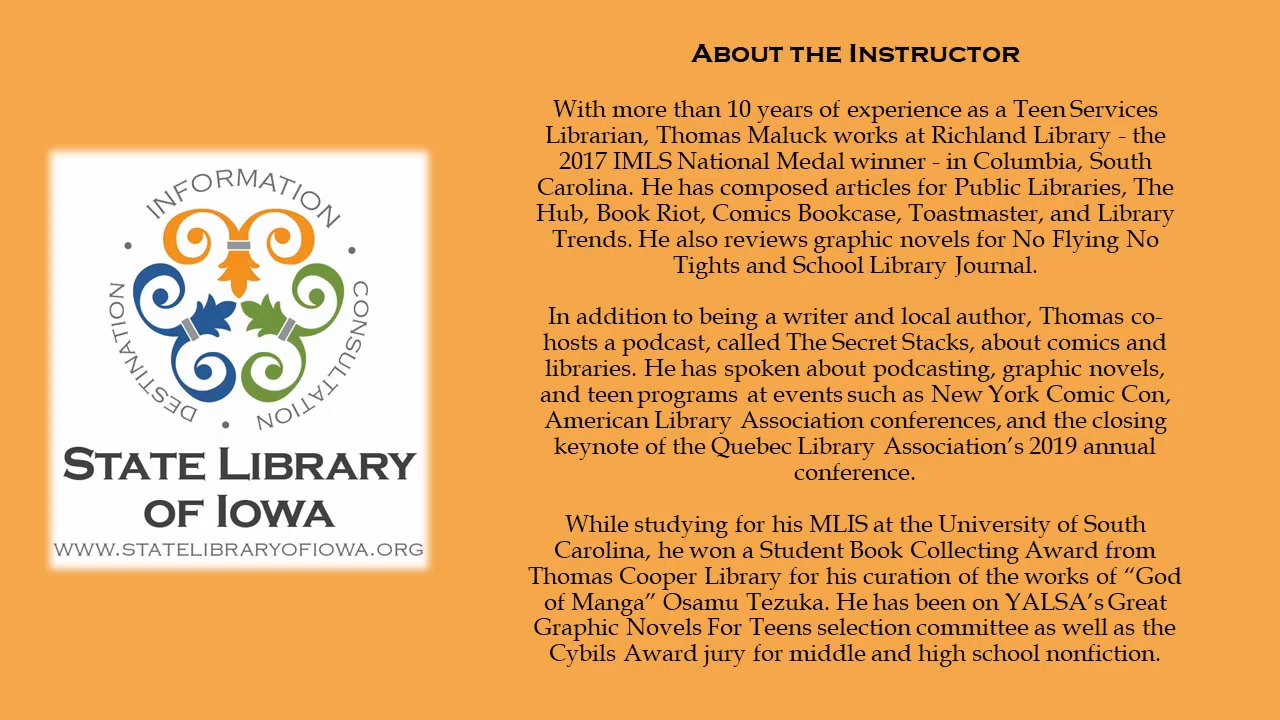 INFORMATION
CONSULTATION
DESTINATION
STATE LIBRARY
OF IOWA
WWW.STATELIBRARYOFIOWA.ORG
ABOUT THE INSTRUCTOR
With more than 10 years of experience as a Teen Services
Librarian, Thomas Maluck works at Richland Library - the
2017 IMLS National Medal winner - in Columbia, South
Carolina. He has composed articles for Public Libraries, The
Hub, Book Riot, Comics Bookcase, Toastmaster, and Library
Trends. He also reviews graphic novels for No Flying No
Tights and School Library Journal.
In addition to being a writer and local author, Thomas co-
hosts a podcast, called The Secret Stacks, about comics and
libraries. He has spoken about podcasting, graphic novels,
and teen programs at events such as New York Comic Con,
American Library Association conferences, and the closing
keynote of the Quebec Library Association’s 2019 annual
conference.
While studying for his MLIS at the University of South
Carolina, he won a Student Book Collecting Award from
Thomas Cooper Library for his curation of the works of “God
of Manga” Osamu Tezuka. He has been on YALSA’s Great
Graphic Novels For Teens selection committee as well as the
Cybils Award jury for middle and high school nonfiction.